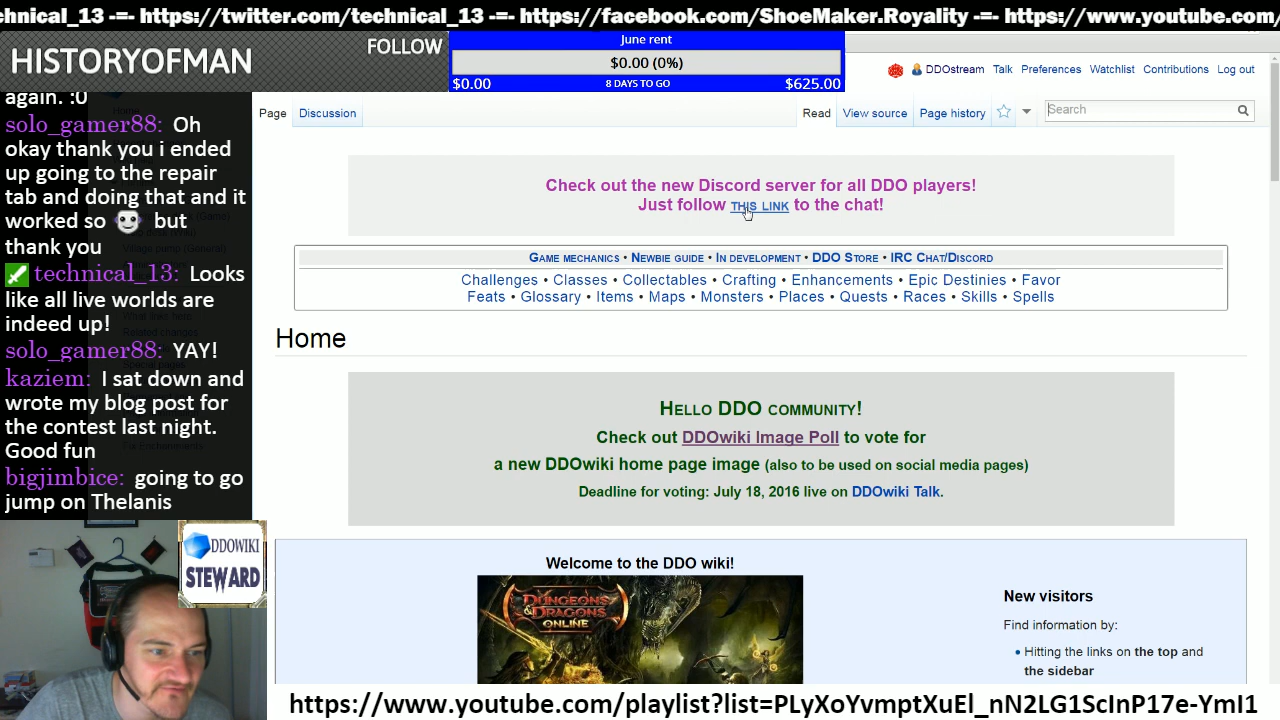 chnical_13 -=- https://twitter.com/technical_13 -=- https://facebook.com/ShoeMaker.Royality -=- https://www.youtube.com/
HISTORYOFMAN
FOLLOW
June rent
$0.00 (0%)
$0.00
8 DAYS TO GO
$625.00
DDOstream Talk Preferences Watchlist Contributions Log out
Page Discussion
Read View source Page history
Search
again. :0
solo_gamer88: Oh
okay thank you i ended
up going to the repair
tab and doing that and it
worked so but
thank you
technical_13: Looks
like all live worlds are
indeed up!
solo_gamer88: YAY!
kaziem: I sat down and
wrote my blog post for
the contest last night.
Good fun
bigjimbice: going to go
jump on Thelanis
Check out the new Discord server for all DDO players!
Just follow THIS LINK to the chat!
GAME MECHANICS • NEWBIE GUIDE • IN DEVELOPMENT • DDO STORE • IRC CHAT/DISCORD
Challenges • Classes • Collectables • Crafting • Enhancements • Epic Destinies • Favor
Feats • Glossary • Items • Maps • Monsters • Places • Quests • Races • Skills • Spells
Home
HELLO DDO COMMUNITY!
Check out DDOwiki Image Poll to vote for
a new DDOwiki home page image (also to be used on social media pages)
Deadline for voting: July 18, 2016 live on DDOwiki Talk.
Welcome to the DDO wiki!
DUNGEONS
& DRAGONS
ONLINE
New visitors
Find information by:
• Hitting the links on the top and
the sidebar
DDOWIKI
STEWARD
https://www.youtube.com/playlist?list=PLyXoYvmptXuEl_nN2LG1ScInP17e-YmI1